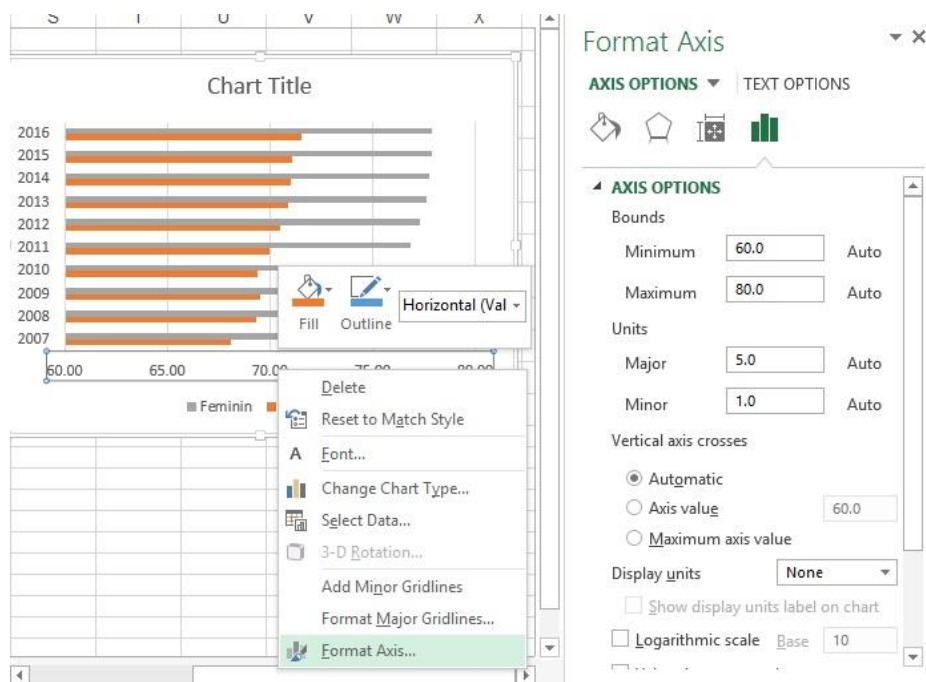 S T U V W X
Chart Title
2016
2015
2014
2013
2012
2011
2010
2009
2008
2007
60.00 65.00 70.00 75.00 80.00
Feminin
Fill Outline Horizontal (Val
Delete
Reset to Match Style
A Font...
Change Chart Type...
Select Data...
3-D Rotation...
Add Minor Gridlines
Format Major Gridlines...
Format Axis...
Format Axis
AXIS OPTIONS TEXT OPTIONS
AXIS OPTIONS
Bounds
Minimum 60.0 Auto
Maximum 80.0 Auto
Units
Major 5.0 Auto
Minor 1.0 Auto
Vertical axis crosses
Automatic
Axis value 60.0
Maximum axis value
Display units None
Show display units label on chart
Logarithmic scale Base 10